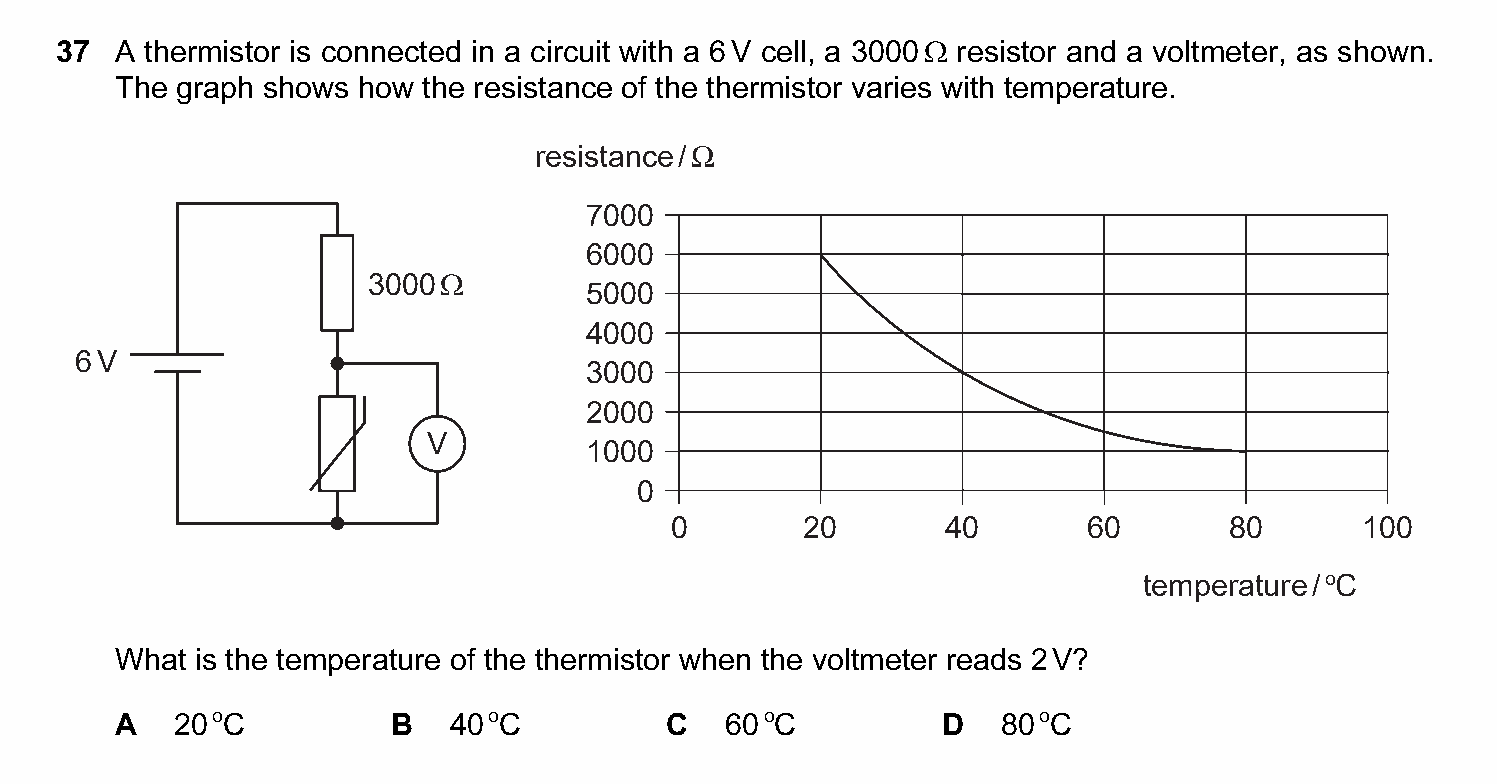 37 A thermistor is connected in a circuit with a 6 V cell, a 3000 Ω resistor and a voltmeter, as shown.
The graph shows how the resistance of the thermistor varies with temperature.
resistance / Ω
7000
6000
5000
4000
3000
2000
1000
0
0 20 40 60 80 100
temperature / °C
3000 Ω
6 V
V
What is the temperature of the thermistor when the voltmeter reads 2 V?
A 20 °C B 40 °C C 60 °C D 80 °C